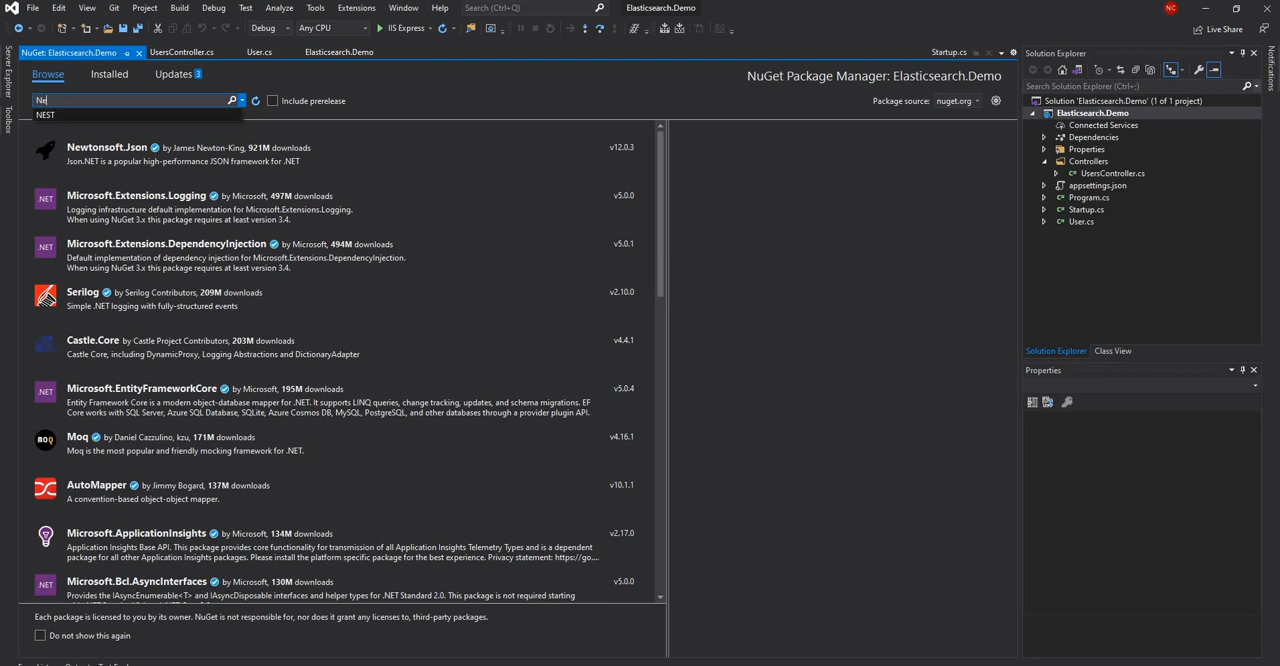 File Edit View Git Project Build Debug Test Analyze Tools Extensions Window Help Search (Ctrl+Q) Elasticsearch.Demo NC
Debug Any CPU IIS Express Live Share
Server Explorer
Toolbox
NuGet: Elasticsearch.Demo UsersController.cs User.cs Elasticsearch.Demo Startup.cs
Browse Installed Updates 3 NuGet Package Manager: Elasticsearch.Demo
Ne Include prerelease Package source: nuget.org
NEST
Newtonsoft.Json by James Newton-King, 921M downloads v12.0.3
Json.NET is a popular high-performance JSON framework for .NET
.NET Microsoft.Extensions.Logging by Microsoft, 497M downloads v5.0.0
Logging infrastructure default implementation for Microsoft.Extensions.Logging.
When using NuGet 3.x this package requires at least version 3.4.
.NET Microsoft.Extensions.DependencyInjection by Microsoft, 494M downloads v5.0.1
Default implementation of dependency injection for Microsoft.Extensions.DependencyInjection.
When using NuGet 3.x this package requires at least version 3.4.
Serilog by Serilog Contributors, 209M downloads v2.10.0
Simple .NET logging with fully-structured events
Castle.Core by Castle Project Contributors, 203M downloads v4.4.1
Castle Core, including DynamicProxy, Logging Abstractions and DictionaryAdapter
.NET Microsoft.EntityFrameworkCore by Microsoft, 195M downloads v5.0.4
Entity Framework Core is a modern object-database mapper for .NET. It supports LINQ queries, change tracking, updates, and schema migrations. EF
Core works with SQL Server, Azure SQL Database, SQLite, Azure Cosmos DB, MySQL, PostgreSQL, and other databases through a provider plugin API.
moq Moq by Daniel Cazzulino, kzu, 171M downloads v4.16.1
Moq is the most popular and friendly mocking framework for .NET.
AutoMapper by Jimmy Bogard, 137M downloads v10.1.1
A convention-based object-object mapper.
Microsoft.ApplicationInsights by Microsoft, 134M downloads v2.17.0
Application Insights Base API. This package provides core functionality for transmission of all Application Insights Telemetry Types and is a dependent
package for all other Application Insights packages. Please install the platform specific package for the best experience. Privacy statement: https://go....
.NET Microsoft.Bcl.AsyncInterfaces by Microsoft, 130M downloads v5.0.0
Provides the IAsyncEnumerable<T> and IAsyncDisposable interfaces and helper types for .NET Standard 2.0. This package is not required starting
Each package is licensed to you by its owner. NuGet is not responsible for, nor does it grant any licenses to, third-party packages.
Do not show this again
Solution Explorer
Search Solution Explorer (Ctrl+;)
Solution 'Elasticsearch.Demo' (1 of 1 project)
Elasticsearch.Demo
Connected Services
Dependencies
Properties
Controllers
UsersController.cs
appsettings.json
Program.cs
Startup.cs
User.cs
Solution Explorer Class View
Properties
Notifications